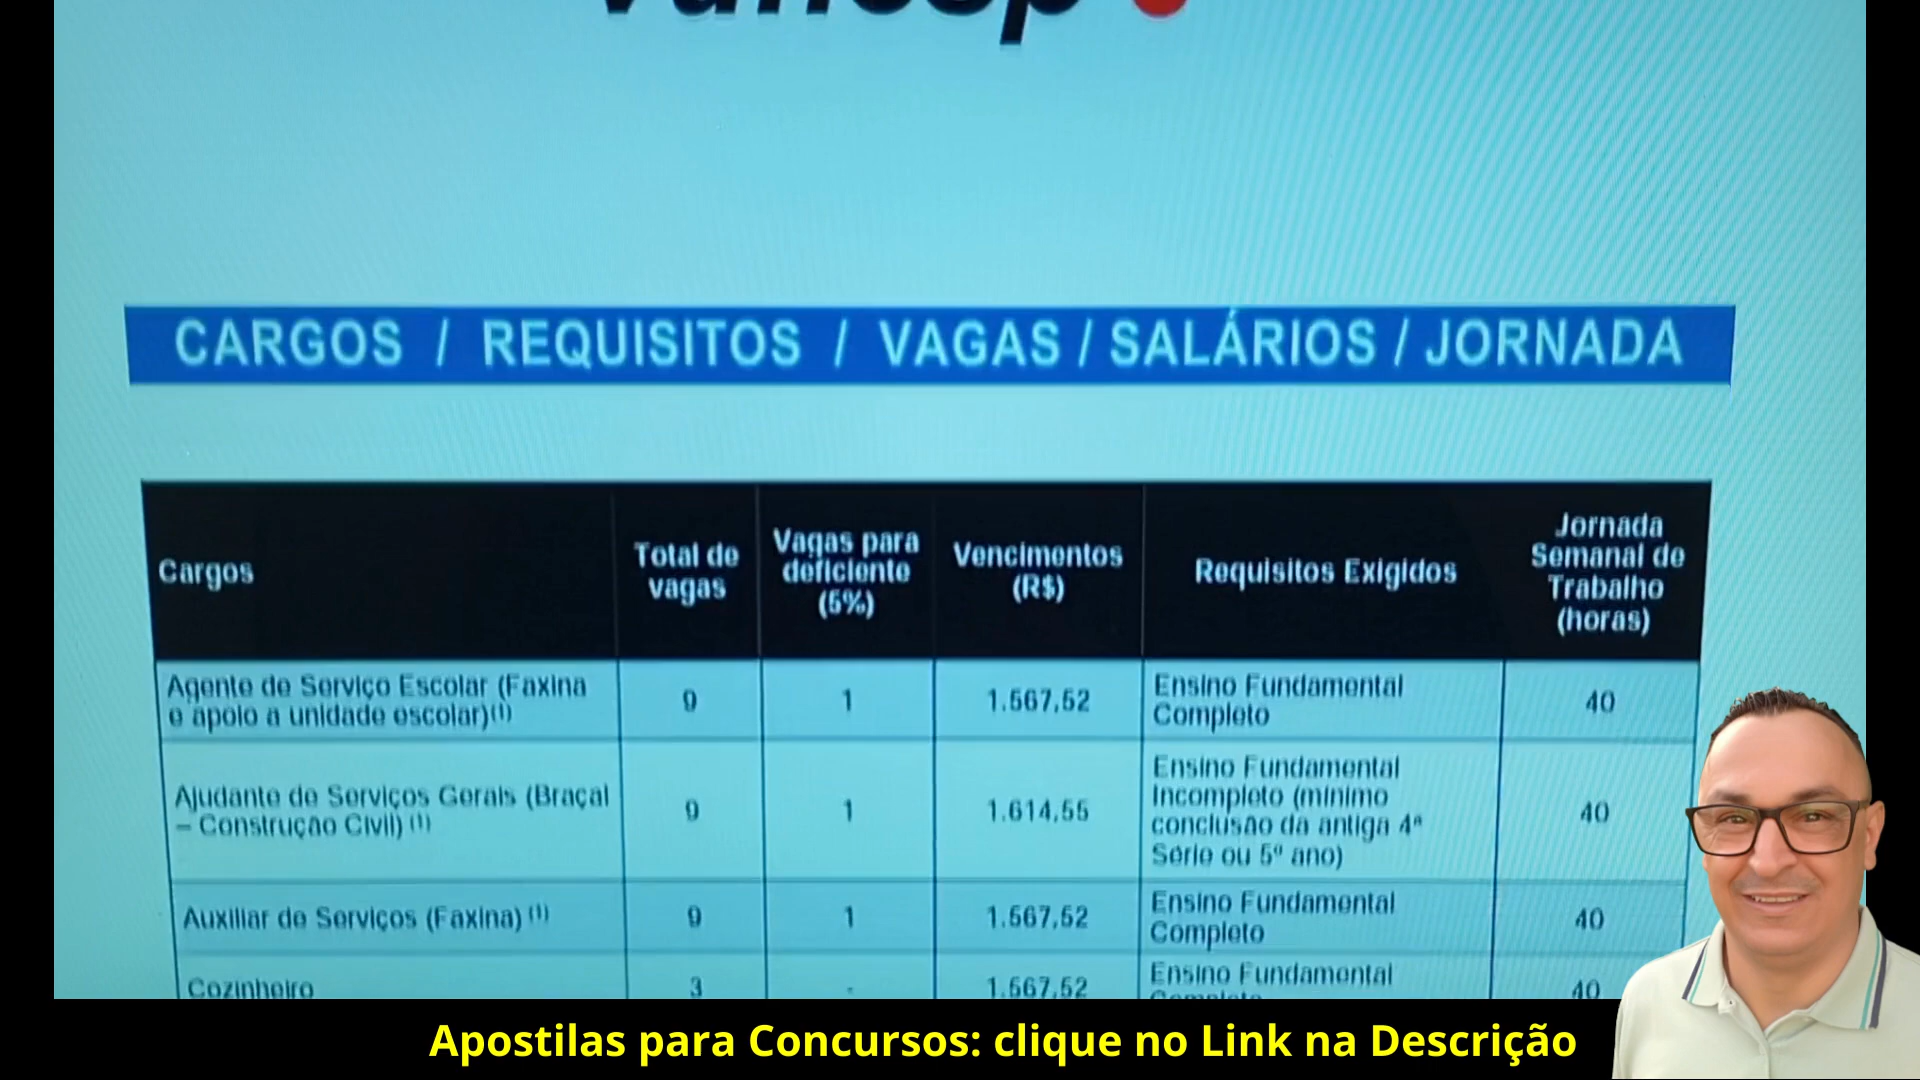 vunesp
CARGOS / REQUISITOS / VAGAS / SALÁRIOS / JORNADA
Cargos
Total de
vagas
Vagas para
deficiente
(5%)
Vencimentos
(R$)
Requisitos Exigidos
Jornada
Semanal de
Trabalho
(horas)
Agente de Serviço Escolar (Faxina
e apoio a unidade escolar)(1)
9
1
1.567,52
Ensino Fundamental
Completo
40
Ajudante de Serviços Gerais (Braçal
– Construção Civil) (1)
9
1
1.614,55
Ensino Fundamental
Incompleto (mínimo
conclusão da antiga 4ª
Série ou 5º ano)
40
Auxiliar de Serviços (Faxina) (1)
9
1
1.567,52
Ensino Fundamental
Completo
40
Cozinheiro
3
-
1.567,52
Ensino Fundamental
Completo
40
Apostilas para Concursos: clique no Link na Descrição